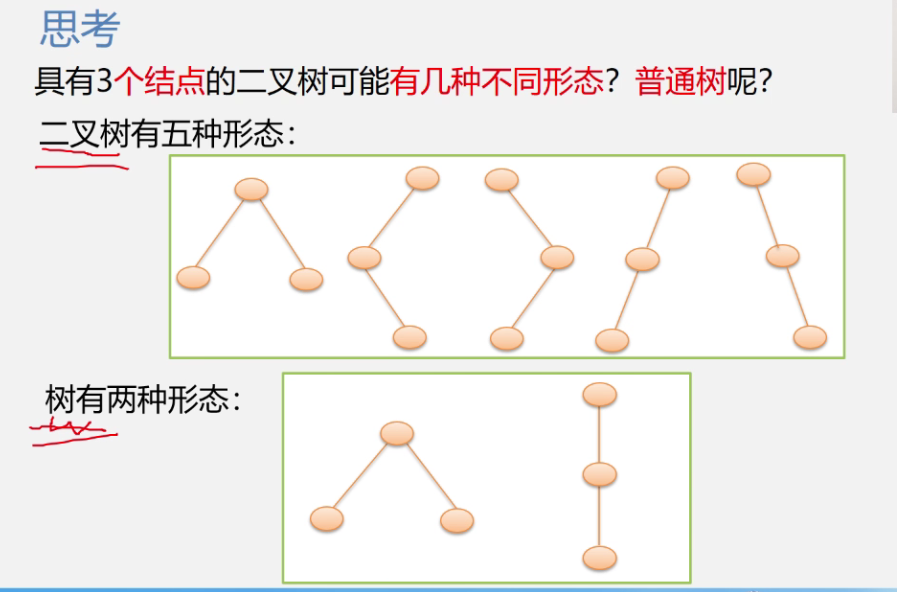 思考
具有3个结点的二叉树可能有几种不同形态？普通树呢？
二叉树有五种形态：
树有两种形态：